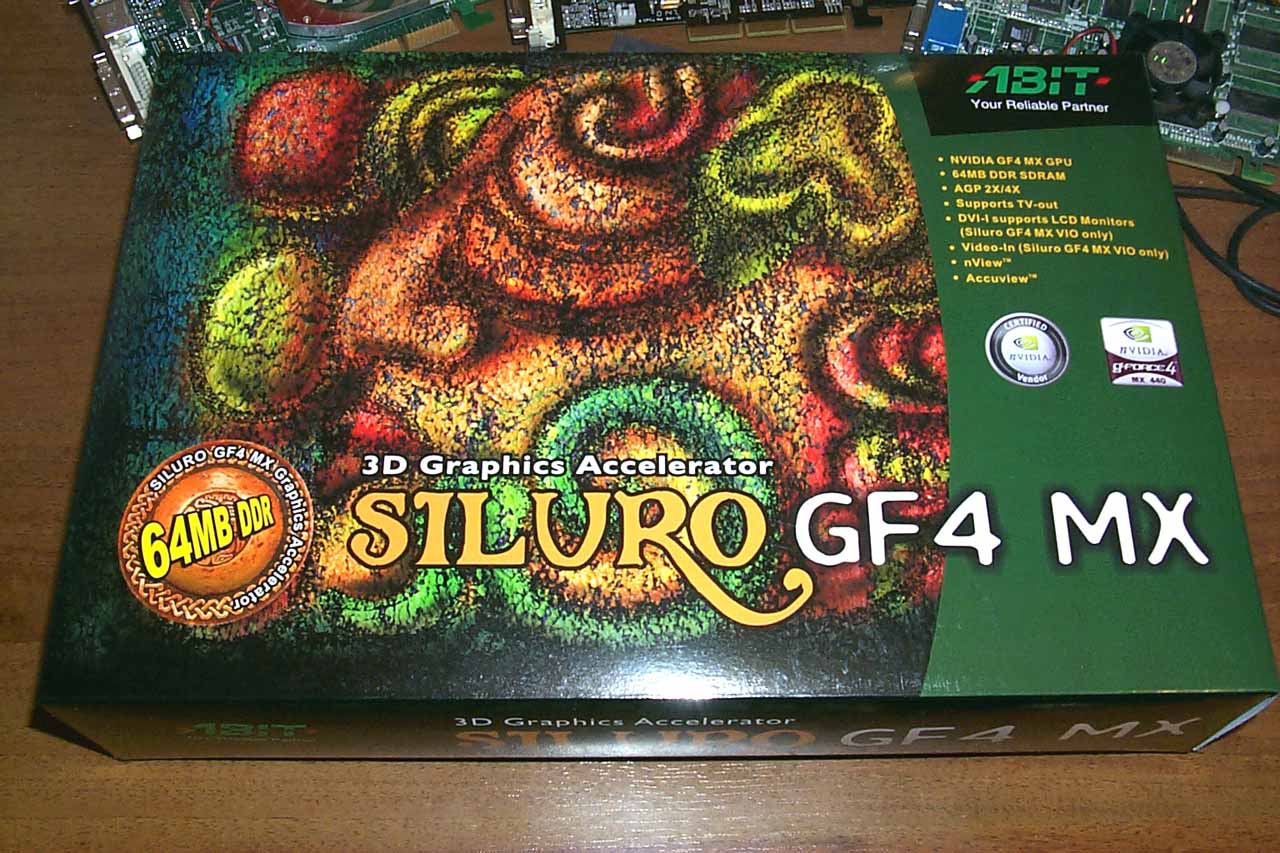 ABIT
Your Reliable Partner
• NVIDIA GF4 MX GPU
• 64MB DDR SDRAM
• AGP 2X/4X
• Supports TV-out
• DVI-I supports LCD Monitors
(Siluro GF4 MX VIO only)
• Video-In (Siluro GF4 MX VIO only)
• nView™
• Accuview™
CERTIFIED
nVIDIA.
Vendor
nVIDIA.
GFORCE4
MX 440
3D Graphics Accelerator
SILURO GF4 MX
SILURO GF4 MX Graphics Accelerator
64MB DDR
ABIT
3D Graphics Accelerator
SILURO GF4 MX